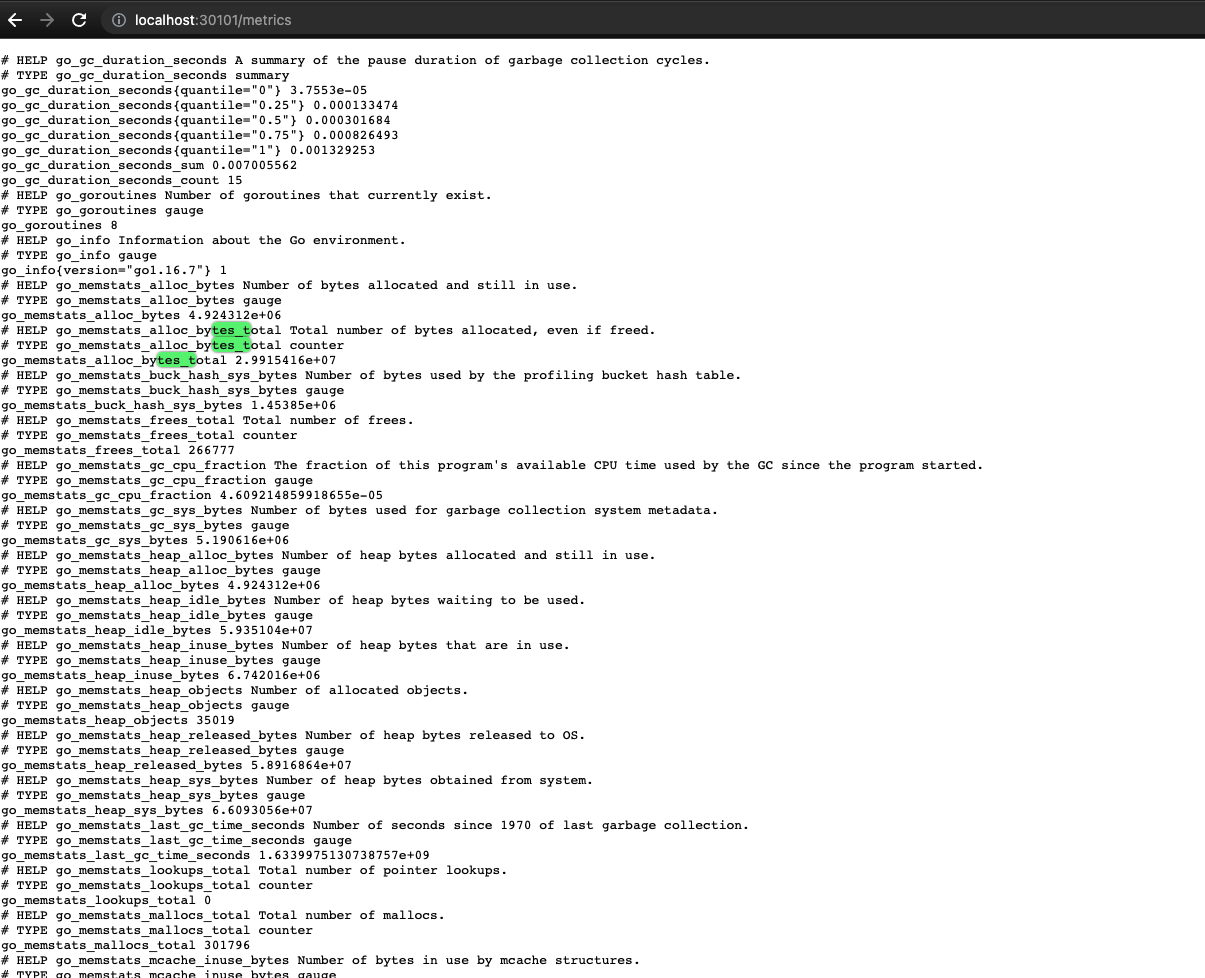 localhost:30101/metrics
# HELP go_gc_duration_seconds A summary of the pause duration of garbage collection cycles.
# TYPE go_gc_duration_seconds summary
go_gc_duration_seconds{quantile="0"} 3.7553e-05
go_gc_duration_seconds{quantile="0.25"} 0.000133474
go_gc_duration_seconds{quantile="0.5"} 0.000301684
go_gc_duration_seconds{quantile="0.75"} 0.000826493
go_gc_duration_seconds{quantile="1"} 0.001329253
go_gc_duration_seconds_sum 0.007005562
go_gc_duration_seconds_count 15
# HELP go_goroutines Number of goroutines that currently exist.
# TYPE go_goroutines gauge
go_goroutines 8
# HELP go_info Information about the Go environment.
# TYPE go_info gauge
go_info{version="go1.16.7"} 1
# HELP go_memstats_alloc_bytes Number of bytes allocated and still in use.
# TYPE go_memstats_alloc_bytes gauge
go_memstats_alloc_bytes 4.924312e+06
# HELP go_memstats_alloc_bytes_total Total number of bytes allocated, even if freed.
# TYPE go_memstats_alloc_bytes_total counter
go_memstats_alloc_bytes_total 2.9915416e+07
# HELP go_memstats_buck_hash_sys_bytes Number of bytes used by the profiling bucket hash table.
# TYPE go_memstats_buck_hash_sys_bytes gauge
go_memstats_buck_hash_sys_bytes 1.45385e+06
# HELP go_memstats_frees_total Total number of frees.
# TYPE go_memstats_frees_total counter
go_memstats_frees_total 266777
# HELP go_memstats_gc_cpu_fraction The fraction of this program's available CPU time used by the GC since the program started.
# TYPE go_memstats_gc_cpu_fraction gauge
go_memstats_gc_cpu_fraction 4.609214859918655e-05
# HELP go_memstats_gc_sys_bytes Number of bytes used for garbage collection system metadata.
# TYPE go_memstats_gc_sys_bytes gauge
go_memstats_gc_sys_bytes 5.190616e+06
# HELP go_memstats_heap_alloc_bytes Number of heap bytes allocated and still in use.
# TYPE go_memstats_heap_alloc_bytes gauge
go_memstats_heap_alloc_bytes 4.924312e+06
# HELP go_memstats_heap_idle_bytes Number of heap bytes waiting to be used.
# TYPE go_memstats_heap_idle_bytes gauge
go_memstats_heap_idle_bytes 5.935104e+07
# HELP go_memstats_heap_inuse_bytes Number of heap bytes that are in use.
# TYPE go_memstats_heap_inuse_bytes gauge
go_memstats_heap_inuse_bytes 6.742016e+06
# HELP go_memstats_heap_objects Number of allocated objects.
# TYPE go_memstats_heap_objects gauge
go_memstats_heap_objects 35019
# HELP go_memstats_heap_released_bytes Number of heap bytes released to OS.
# TYPE go_memstats_heap_released_bytes gauge
go_memstats_heap_released_bytes 5.8916864e+07
# HELP go_memstats_heap_sys_bytes Number of heap bytes obtained from system.
# TYPE go_memstats_heap_sys_bytes gauge
go_memstats_heap_sys_bytes 6.6093056e+07
# HELP go_memstats_last_gc_time_seconds Number of seconds since 1970 of last garbage collection.
# TYPE go_memstats_last_gc_time_seconds gauge
go_memstats_last_gc_time_seconds 1.6339975130738757e+09
# HELP go_memstats_lookups_total Total number of pointer lookups.
# TYPE go_memstats_lookups_total counter
go_memstats_lookups_total 0
# HELP go_memstats_mallocs_total Total number of mallocs.
# TYPE go_memstats_mallocs_total counter
go_memstats_mallocs_total 301796
# HELP go_memstats_mcache_inuse_bytes Number of bytes in use by mcache structures.
# TYPE go_memstats_mcache_inuse_bytes gauge